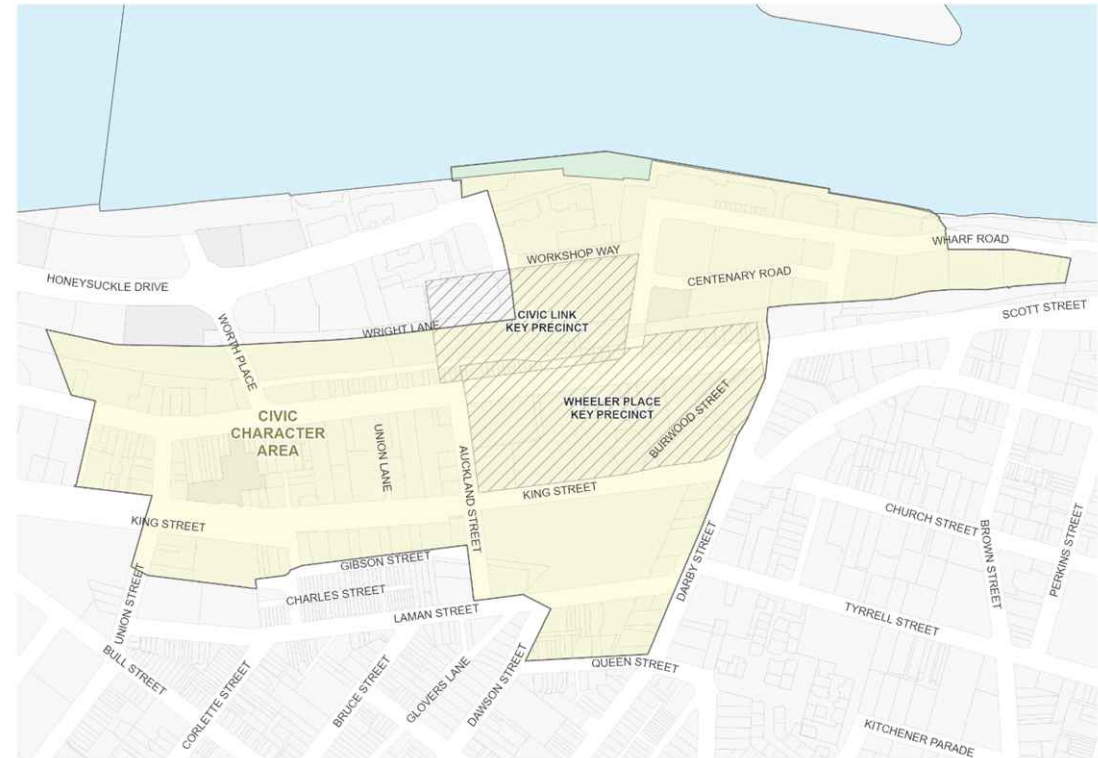 WORKSHOP WAY
WHARF ROAD
CENTENARY ROAD
HONEYSUCKLE DRIVE
SCOTT STREET
CIVIC LINK
KEY PRECINCT
WRIGHT LANE
WORTH PLACE
WHEELER PLACE
KEY PRECINCT
BURWOOD STREET
CIVIC
CHARACTER
AREA
UNION LANE
AUCKLAND STREET
KING STREET
KING STREET
CHURCH STREET
BROWN STREET
PERKINS STREET
DARBY STREET
GIBSON STREET
CHARLES STREET
LAMAN STREET
TYRRELL STREET
UNION STREET
BULL STREET
CORLETTE STREET
BRUCE STREET
GLOVERS LANE
DAWSON STREET
QUEEN STREET
KITCHENER PARADE